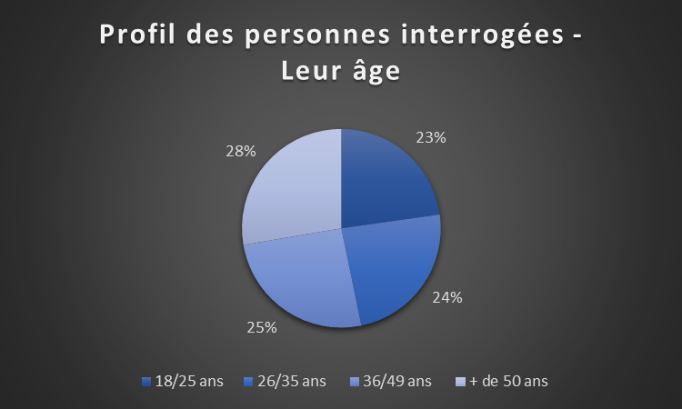 Profil des personnes interrogées -
Leur âge
23%
28%
24%
25%
18/25 ans 26/35 ans 36/49 ans + de 50 ans